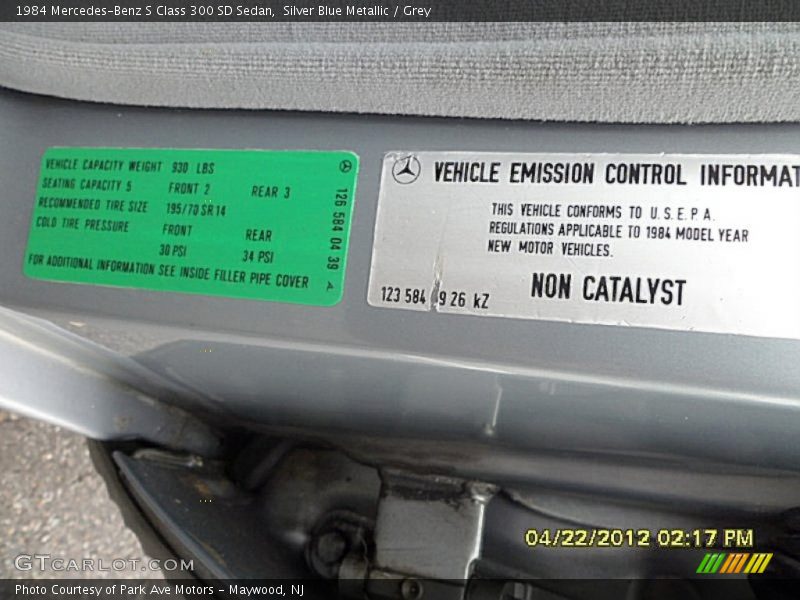 1984 Mercedes-Benz S Class 300 SD Sedan, Silver Blue Metallic / Grey
VEHICLE CAPACITY WEIGHT 930 LBS
SEATING CAPACITY 5 FRONT 2 REAR 3
RECOMMENDED TIRE SIZE 195/70 SR 14
COLD TIRE PRESSURE FRONT REAR
30 PSI 34 PSI
FOR ADDITIONAL INFORMATION SEE INSIDE FILLER PIPE COVER
126 584 04 39 A
VEHICLE EMISSION CONTROL INFORMAT
THIS VEHICLE CONFORMS TO U.S.E.P.A.
REGULATIONS APPLICABLE TO 1984 MODEL YEAR
NEW MOTOR VEHICLES.
NON CATALYST
123 584 9 26 kZ
04/22/2012 02:17 PM
GTCARLOT.COM
Photo Courtesy of Park Ave Motors - Maywood, NJ